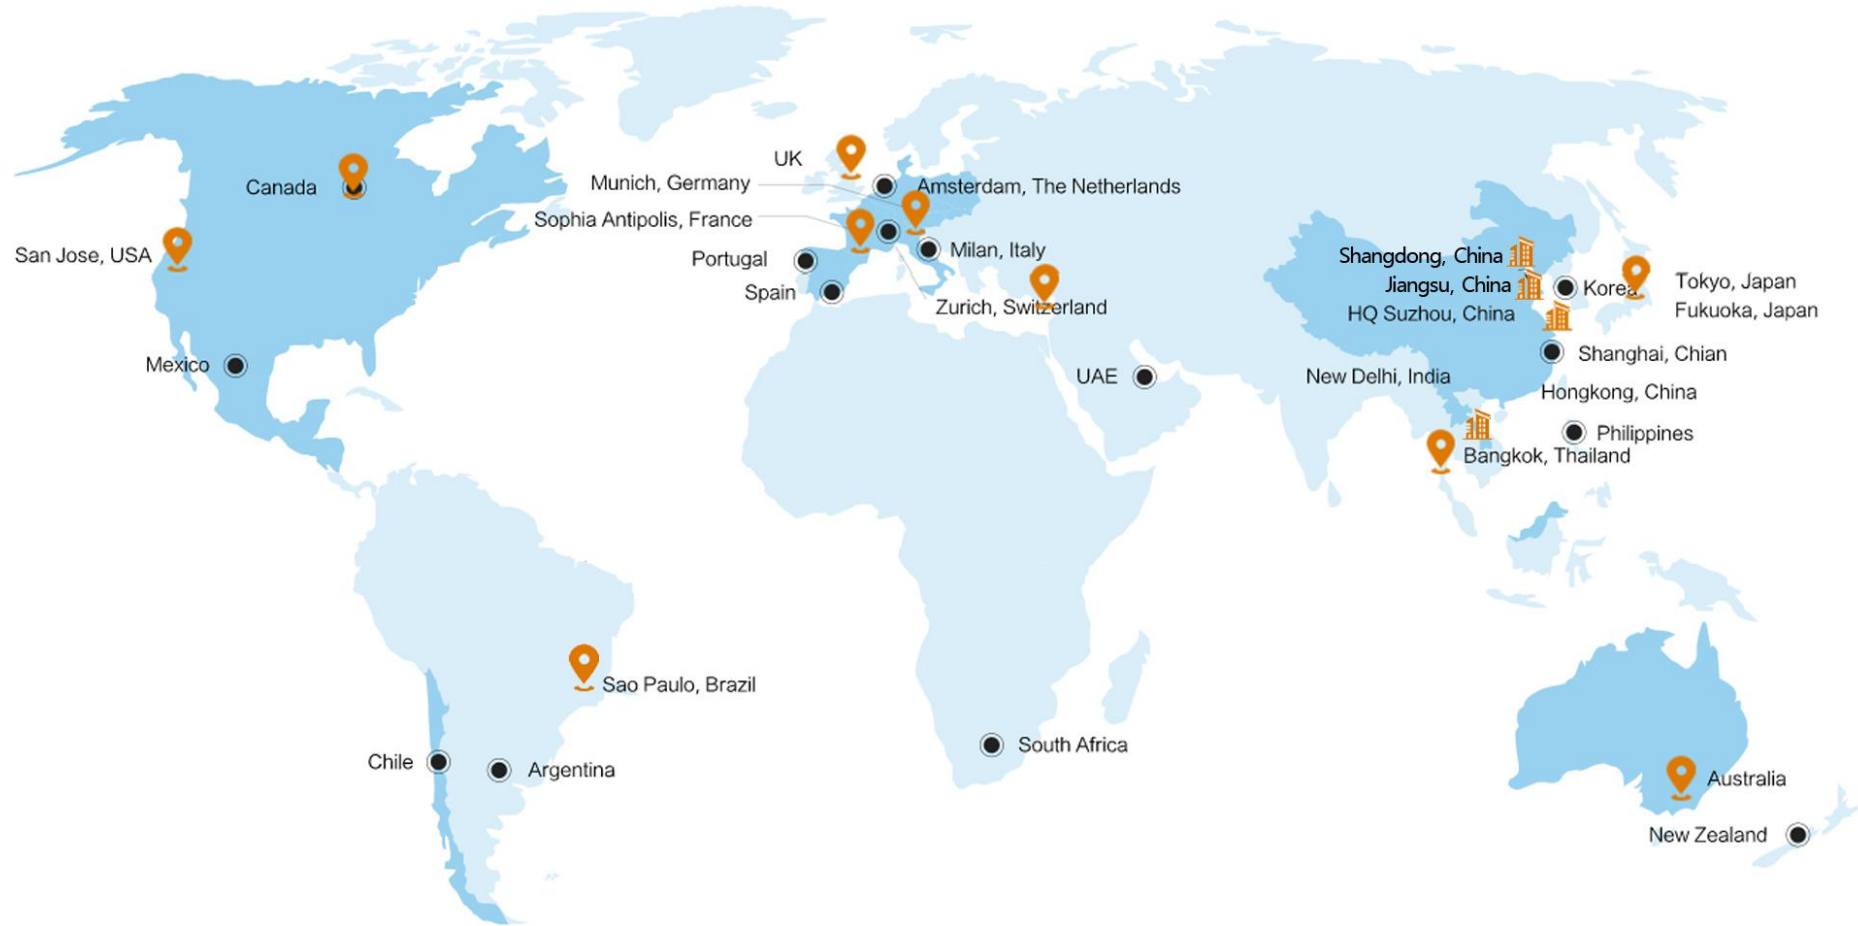 UK
Munich, Germany
Amsterdam, The Netherlands
Canada
Sophia Antipolis, France
San Jose, USA
Milan, Italy
Portugal
Spain
Zurich, Switzerland
Shangdong, China
Jiangsu, China
Korea
Tokyo, Japan
HQ Suzhou, China
Fukuoka, Japan
Shanghai, Chian
Mexico
UAE
New Delhi, India
Hongkong, China
Philippines
Bangkok, Thailand
Sao Paulo, Brazil
South Africa
Chile
Argentina
Australia
New Zealand